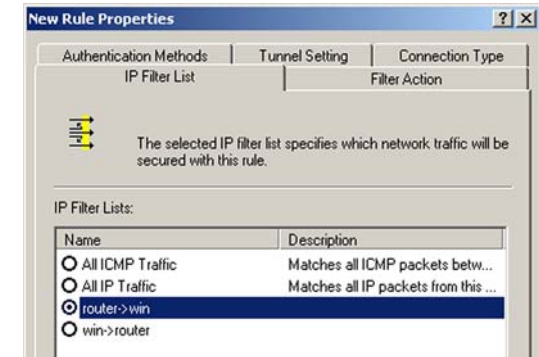 New Rule Properties
Authentication Methods
Tunnel Setting
Connection Type
IP Filter List
Filter Action
The selected IP filter list specifies which network traffic will be
secured with this rule.
IP Filter Lists:
Name Description
All ICMP Traffic Matches all ICMP packets betw...
All IP Traffic Matches all IP packets from this ...
router->win
win->router